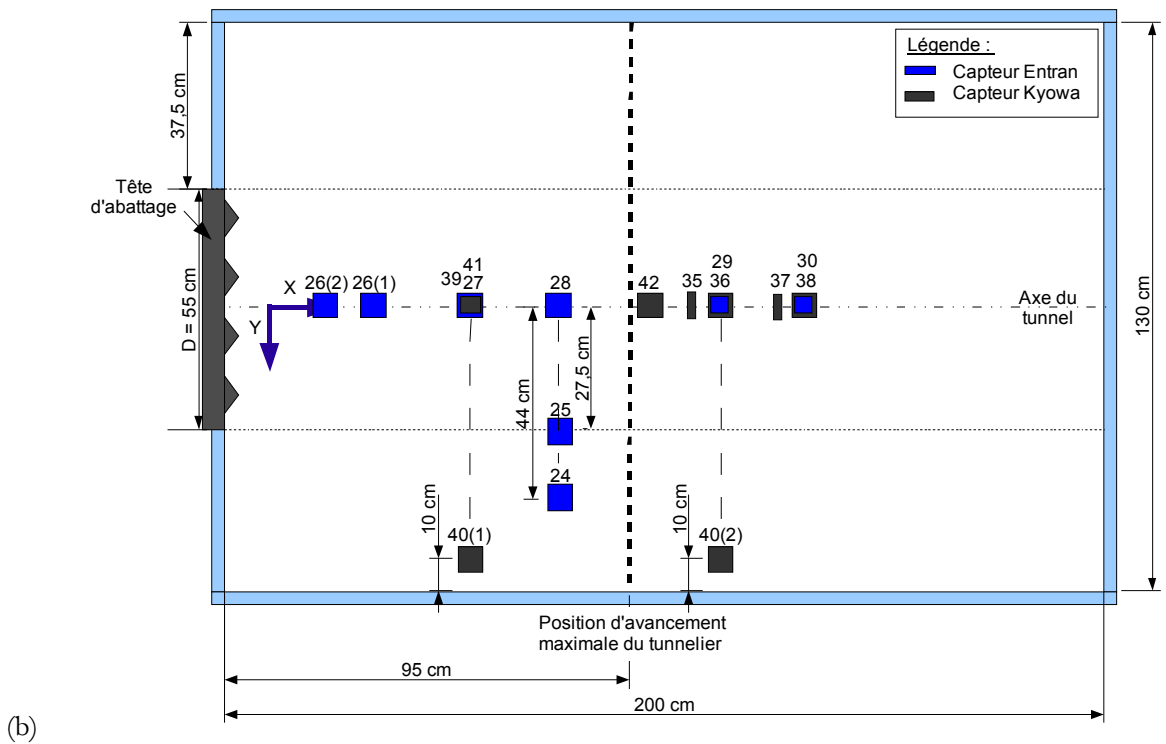 Légende :
Capteur Entran
Capteur Kyowa
37,5 cm
Tête
d'abattage
D = 55 cm
X
Y
26(2)
26(1)
39
41
27
28
42
35
29
36
37
30
38
Axe du
tunnel
130 cm
44 cm
27,5 cm
25
24
10 cm
40(1)
10 cm
40(2)
Position d'avancement
maximale du tunnelier
95 cm
200 cm
(b)